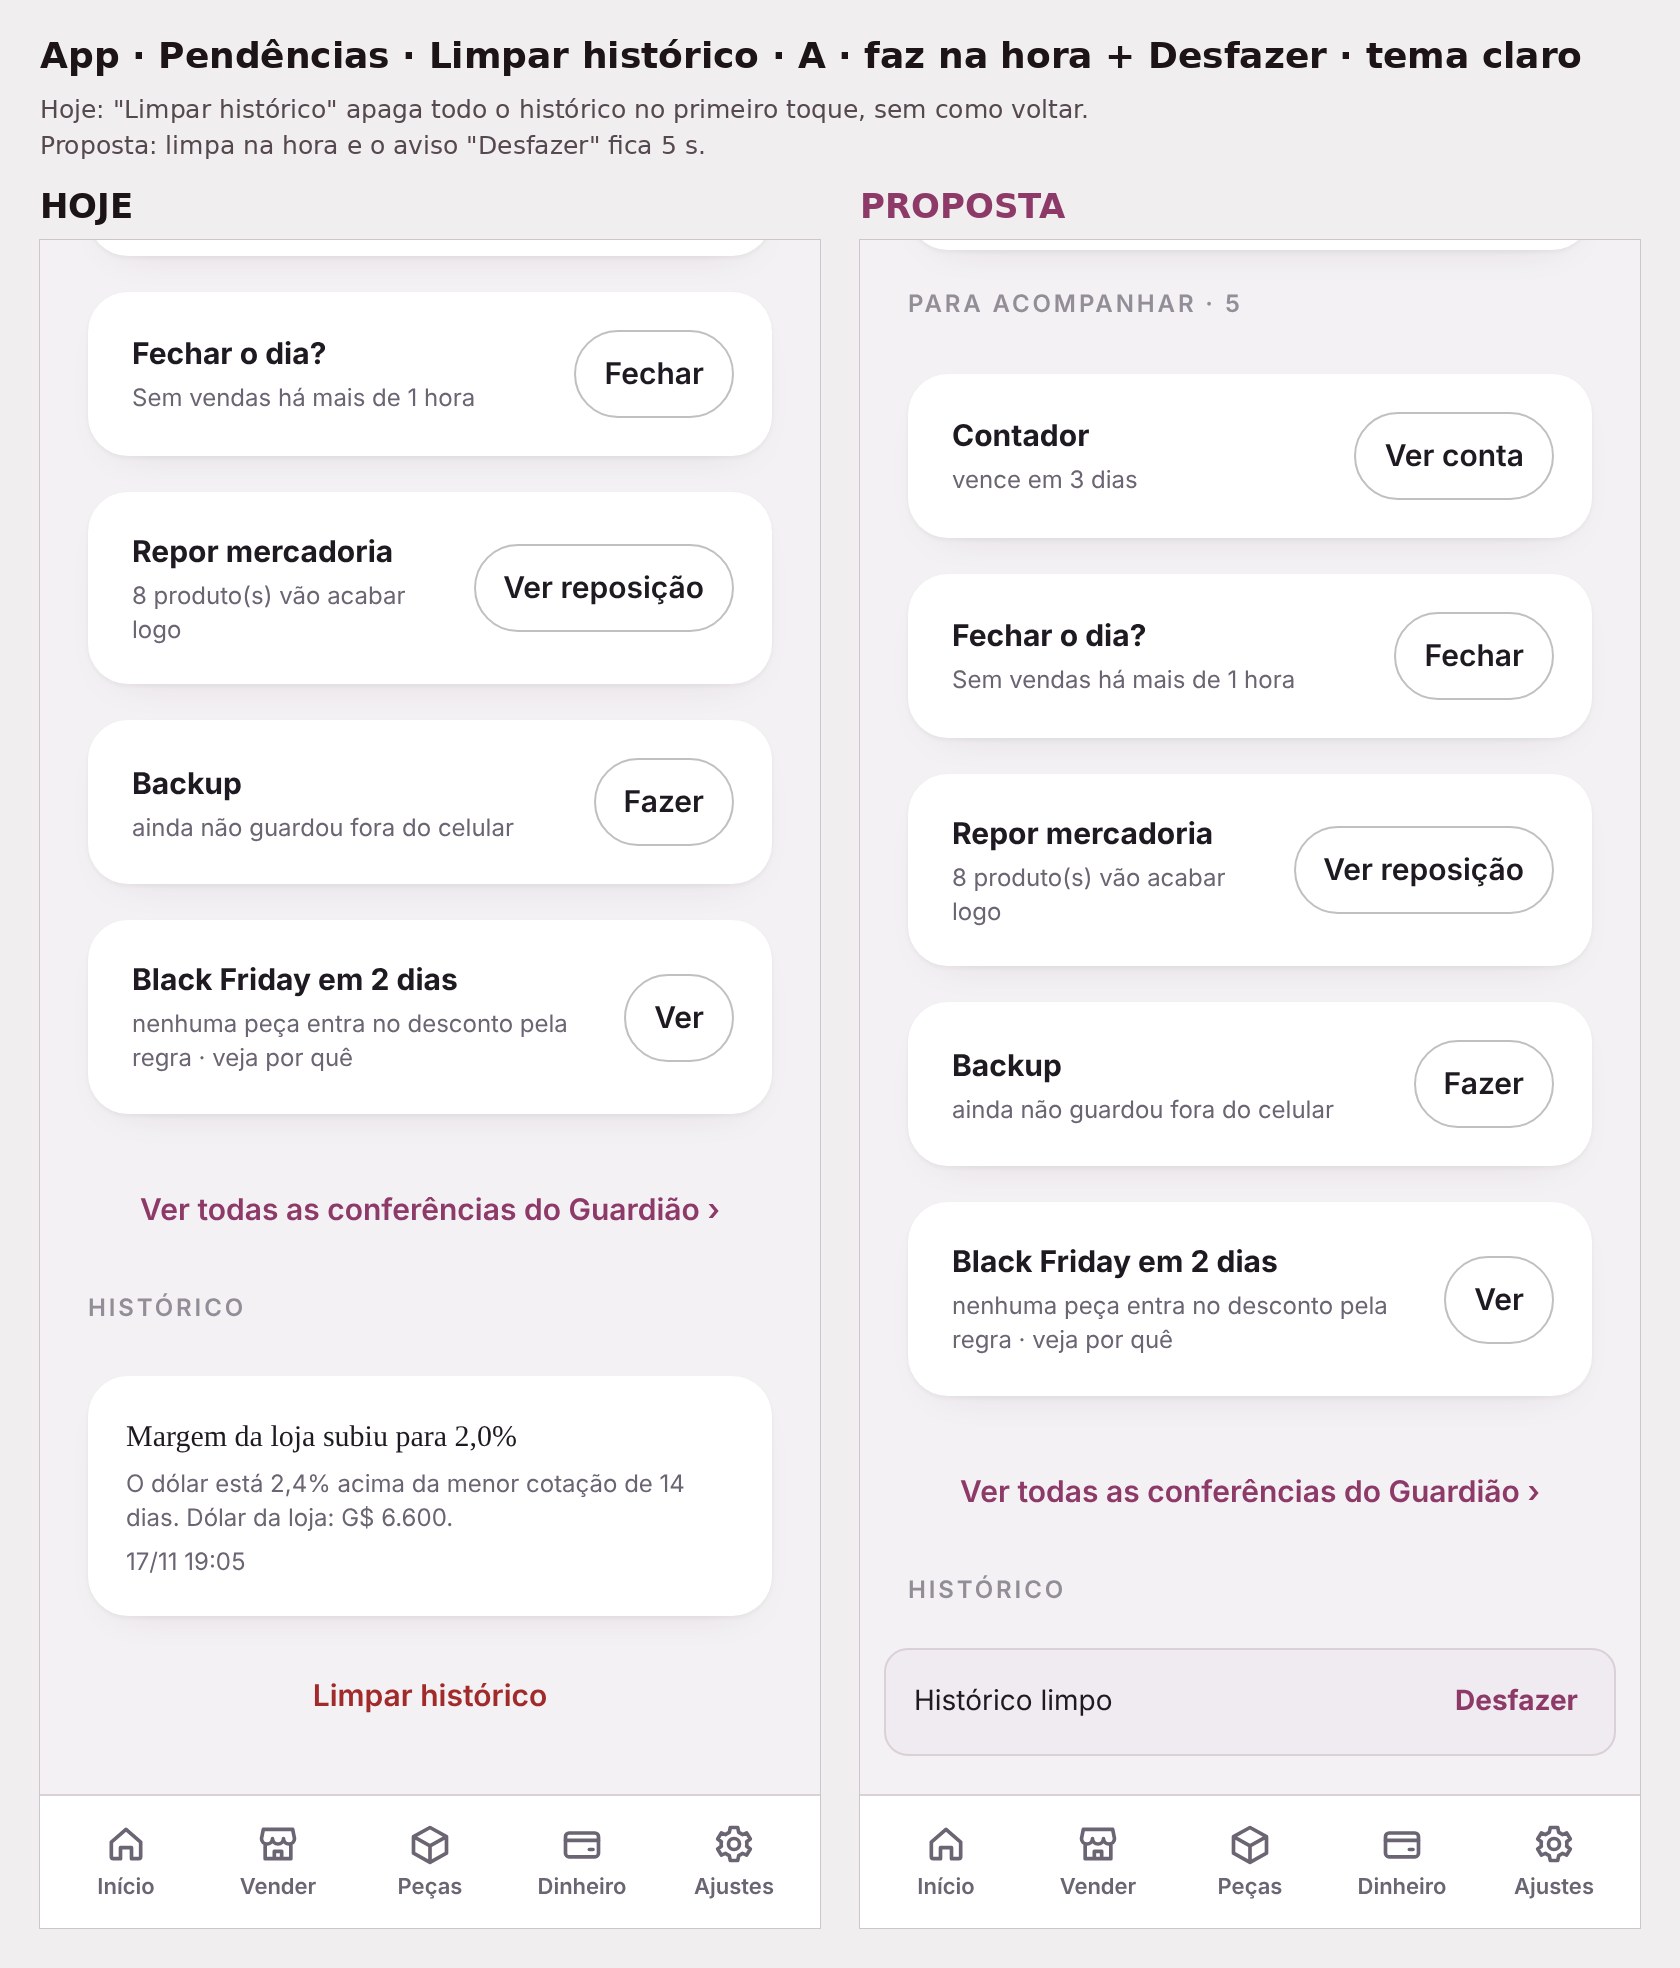 App · Pendências · Limpar histórico · A · faz na hora + Desfazer · tema claro
Hoje: "Limpar histórico" apaga todo o histórico no primeiro toque, sem como voltar.
Proposta: limpa na hora e o aviso "Desfazer" fica 5 s.
HOJE
Fechar o dia?
Sem vendas há mais de 1 hora
Fechar
Repor mercadoria
8 produto(s) vão acabar
logo
Ver reposição
Backup
ainda não guardou fora do celular
Fazer
Black Friday em 2 dias
nenhuma peça entra no desconto pela
regra · veja por quê
Ver
Ver todas as conferências do Guardião ›
HISTÓRICO
Margem da loja subiu para 2,0%
O dólar está 2,4% acima da menor cotação de 14
dias. Dólar da loja: G$ 6.600.
17/11 19:05
Limpar histórico
Início
Vender
Peças
Dinheiro
Ajustes
PROPOSTA
PARA ACOMPANHAR · 5
Contador
vence em 3 dias
Ver conta
Fechar o dia?
Sem vendas há mais de 1 hora
Fechar
Repor mercadoria
8 produto(s) vão acabar
logo
Ver reposição
Backup
ainda não guardou fora do celular
Fazer
Black Friday em 2 dias
nenhuma peça entra no desconto pela
regra · veja por quê
Ver
Ver todas as conferências do Guardião ›
HISTÓRICO
Histórico limpo
Desfazer
Início
Vender
Peças
Dinheiro
Ajustes